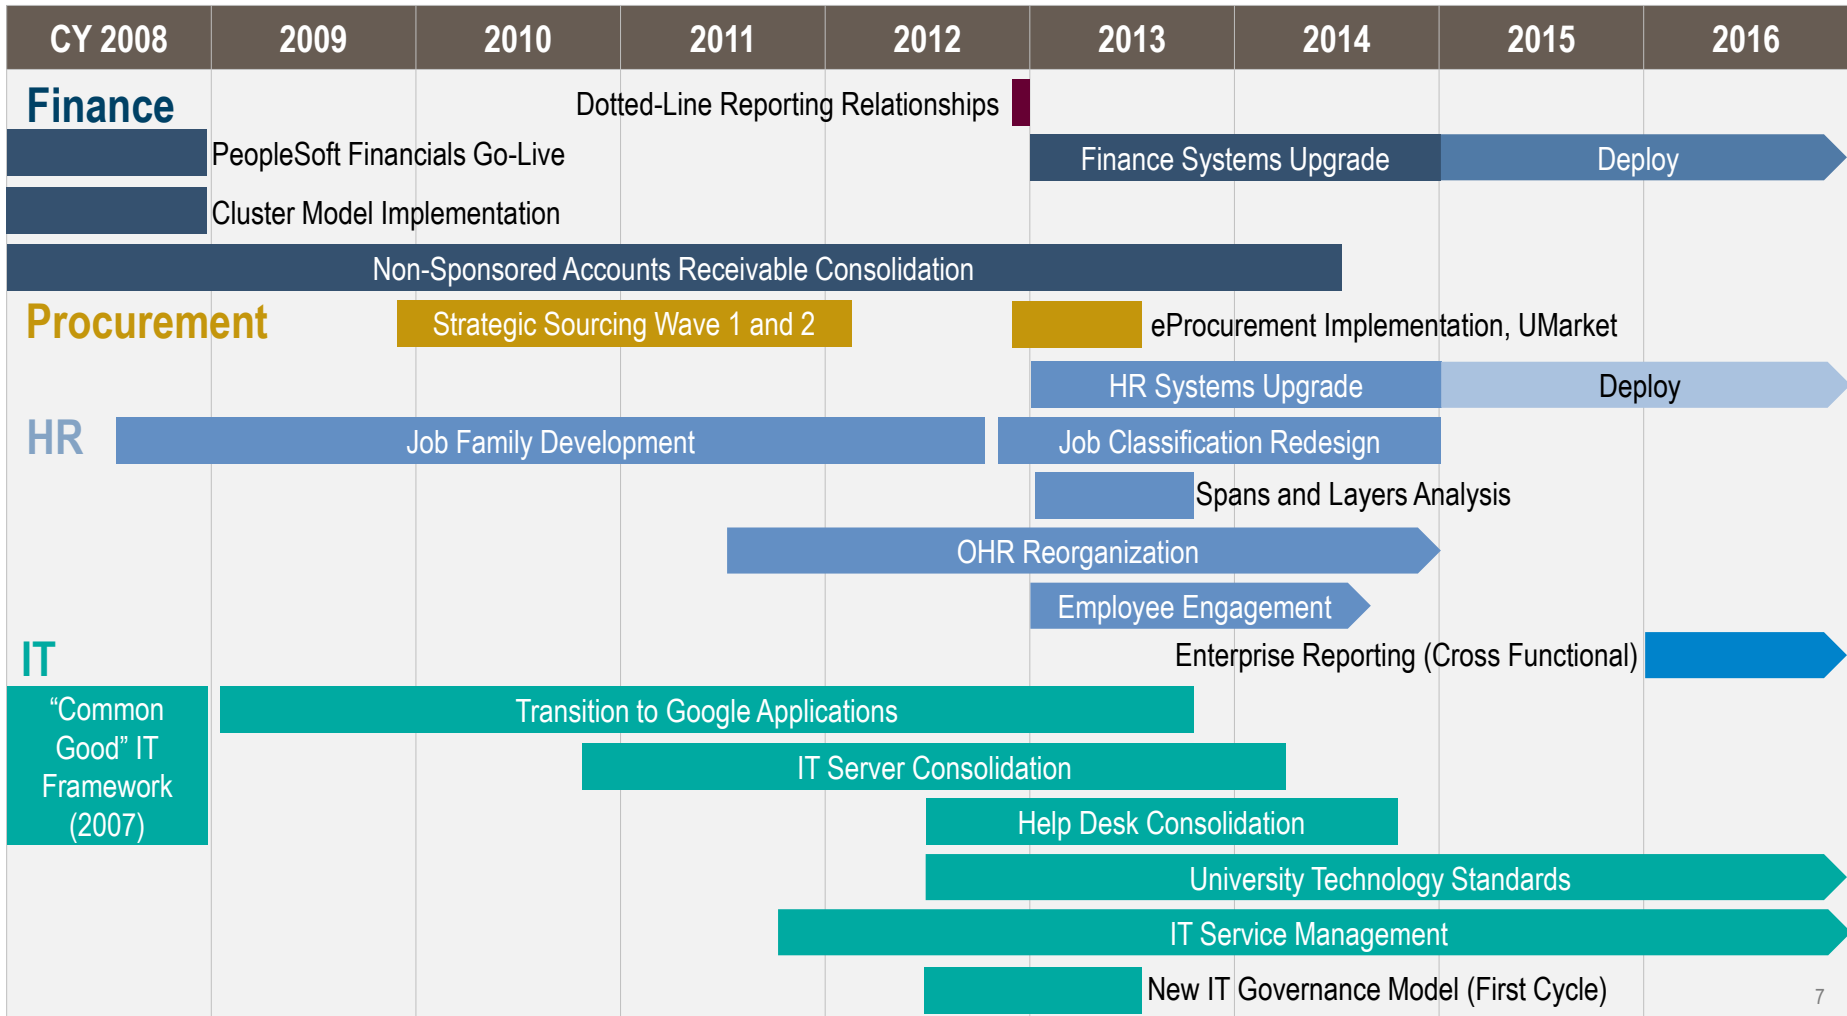 CY 2008 2009 2010 2011 2012 2013 2014 2015 2016
Finance
Dotted-Line Reporting Relationships
PeopleSoft Financials Go-Live
Finance Systems Upgrade
Deploy
Cluster Model Implementation
Non-Sponsored Accounts Receivable Consolidation
Procurement
Strategic Sourcing Wave 1 and 2
eProcurement Implementation, UMarket
HR Systems Upgrade
Deploy
HR
Job Family Development
Job Classification Redesign
Spans and Layers Analysis
OHR Reorganization
Employee Engagement
IT
Enterprise Reporting (Cross Functional)
“Common
Good” IT
Framework
(2007)
Transition to Google Applications
IT Server Consolidation
Help Desk Consolidation
University Technology Standards
IT Service Management
New IT Governance Model (First Cycle)
7